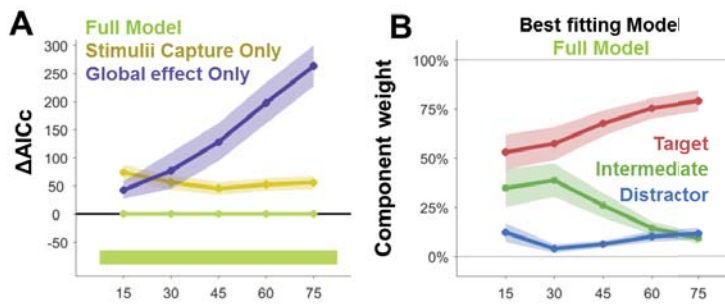 A
Full Model
Stimulii Capture Only
Global effect Only
ΔAICc
300
250
200
150
100
50
0
-50
15 30 45 60 75
B
Best fitting Model
Full Model
Component weight
100%
75%
50%
25%
0%
Target
Intermediate
Distractor
15 30 45 60 75